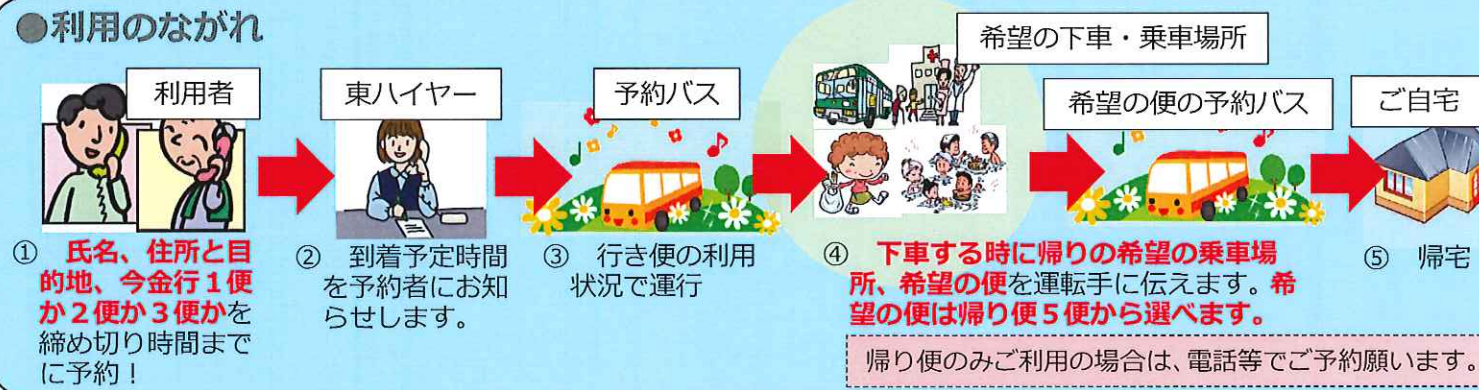 ●利用のながれ
利用者
東ハイヤー
予約バス
希望の下車・乗車場所
希望の便の予約バス
ご自宅
① 氏名、住所と目
的地、今金行1便
か2便か3便かを
締め切り時間まで
に予約！
② 到着予定時間
を予約者にお知
らせします。
③ 行き便の利用
状況で運行
④ 下車する時に帰りの希望の乗車場
所、希望の便を運転手に伝えます。希
望の便は帰り便5便から選べます。
⑤ 帰宅
帰り便のみご利用の場合は、電話等でご予約願います。